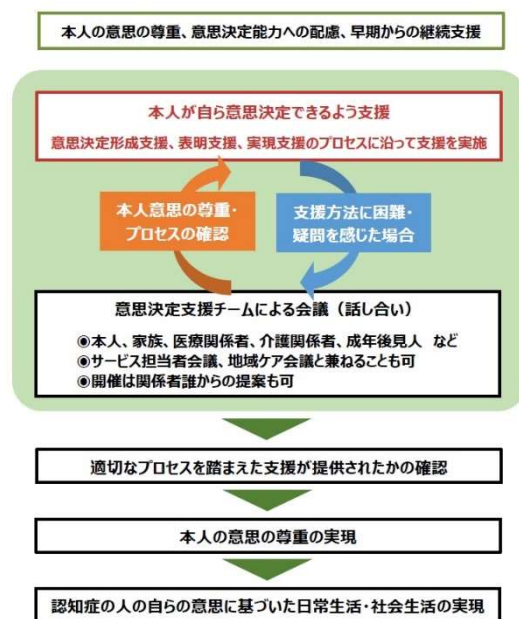 本人の意思の尊重、意思決定能力への配慮、早期からの継続支援
本人が自ら意思決定できるよう支援
意思決定形成支援、表明支援、実現支援のプロセスに沿って支援を実施
本人意思の尊重・
プロセスの確認
支援方法に困難・
疑問を感じた場合
意思決定支援チームによる会議（話し合い）
◉本人、家族、医療関係者、介護関係者、成年後見人 など
◉サービス担当者会議、地域ケア会議と兼ねることも可
◉開催は関係者誰からの提案も可
適切なプロセスを踏まえた支援が提供されたかの確認
本人の意思の尊重の実現
認知症の人の自らの意思に基づいた日常生活・社会生活の実現